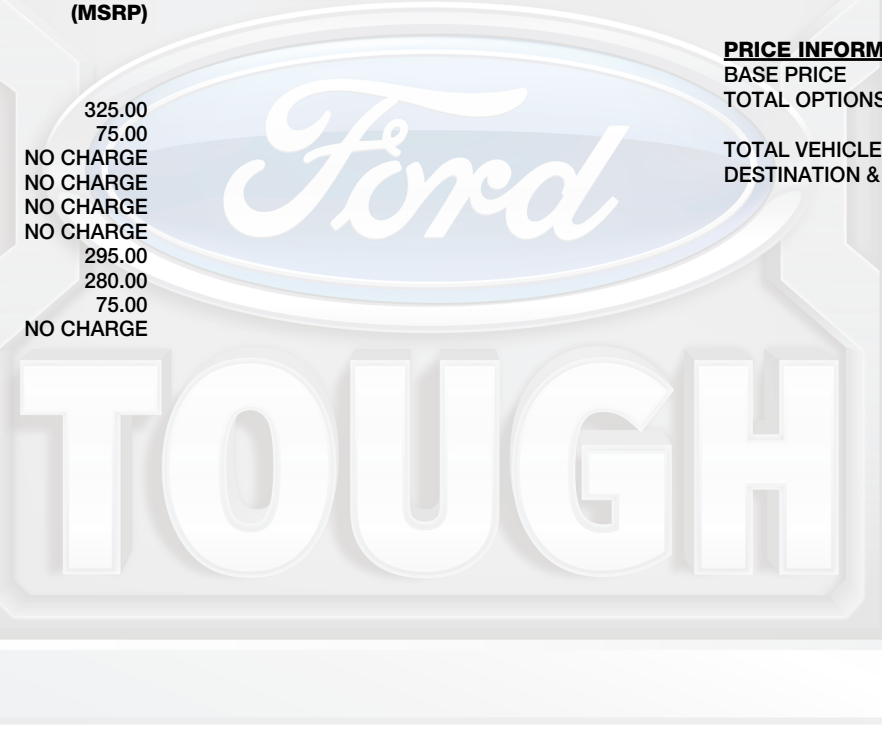 (MSRP)
325.00
75.00
NO CHARGE
NO CHARGE
NO CHARGE
NO CHARGE
295.00
280.00
75.00
NO CHARGE
PRICE INFORM
BASE PRICE
TOTAL OPTIONS
TOTAL VEHICLE
DESTINATION &
Ford
TOUGH